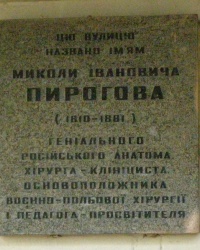 ЦЮ ВУЛИЦЮ
НАЗВАНО ІМ'ЯМ
МИКОЛИ ІВАНОВИЧА
ПИРОГОВА
( 1810-1881 )
ГЕНІАЛЬНОГО
РОСІЙСЬКОГО АНАТОМА
ХІРУРГА - КЛІНІЦИСТА
ОСНОВОПОЛОЖНИКА
ВОЄННО-ПОЛЬОВОЇ ХІРУРГІЇ
І ПЕДАГОГА-ПРОСВІТИТЕЛЯ